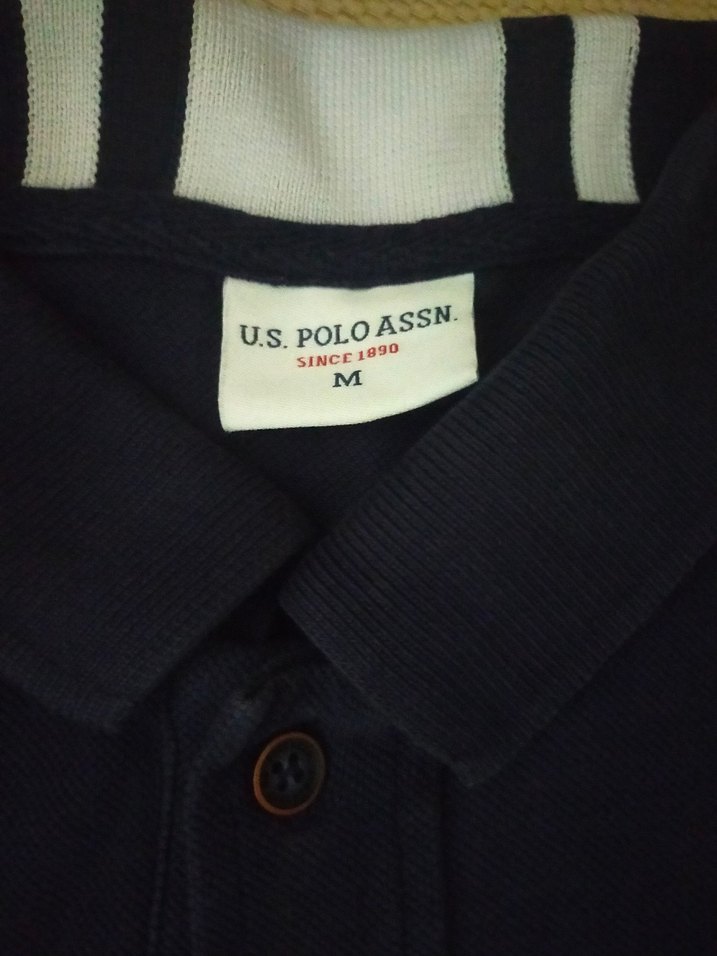 U.S. POLO ASSN.
SINCE 1890
M